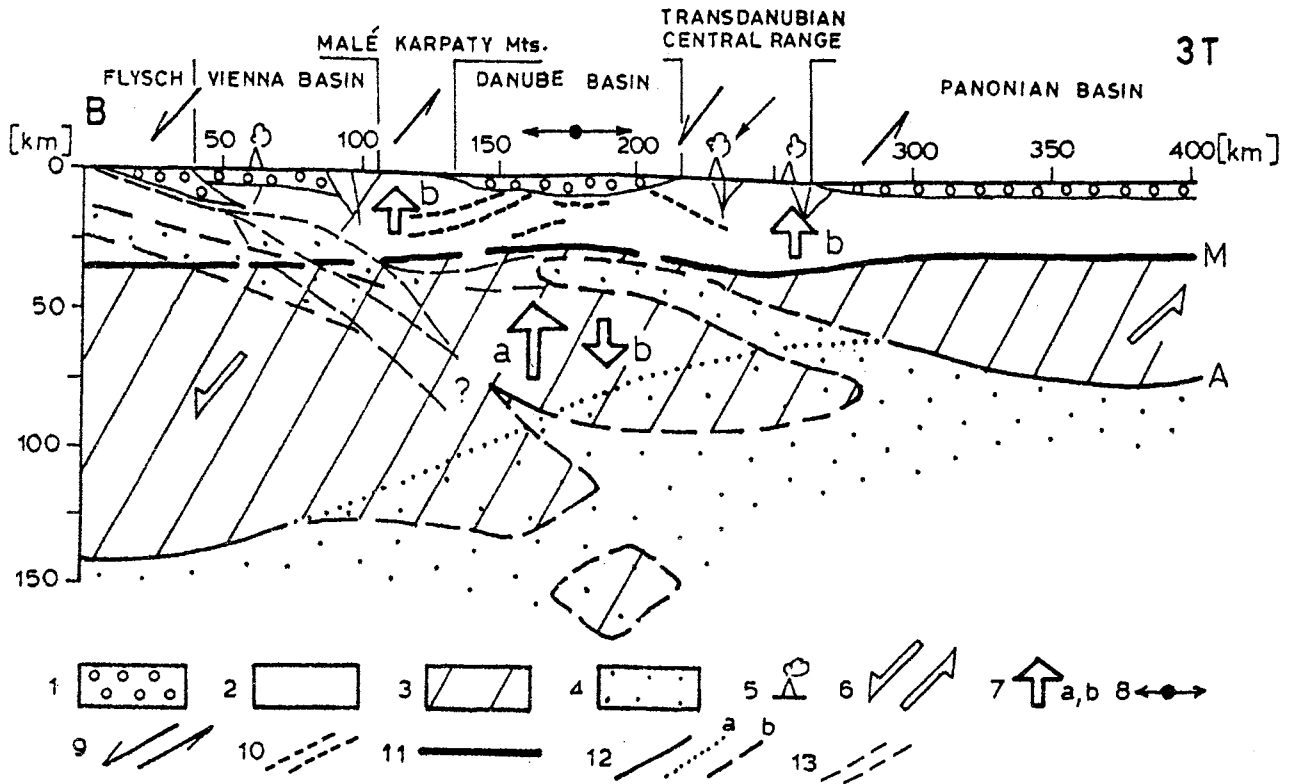 TRANSDANUBIAN
CENTRAL RANGE
3T
MALÉ KARPATY Mts.
FLYSCH VIENNA BASIN
DANUBE BASIN
PANONIAN BASIN
B
[km] 50 100 150 200 300 350 400 [km]
0
b
b
M
50
a
b
A
?
100
150
1 2 3 4 5 6 7 a,b 8
9 10 11 12 a b 13